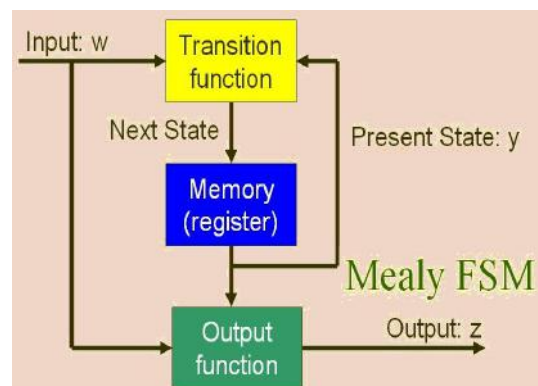 Input: w
Transition
function
Next State
Present State: y
Memory
(register)
Mealy FSM
Output
function
Output: z